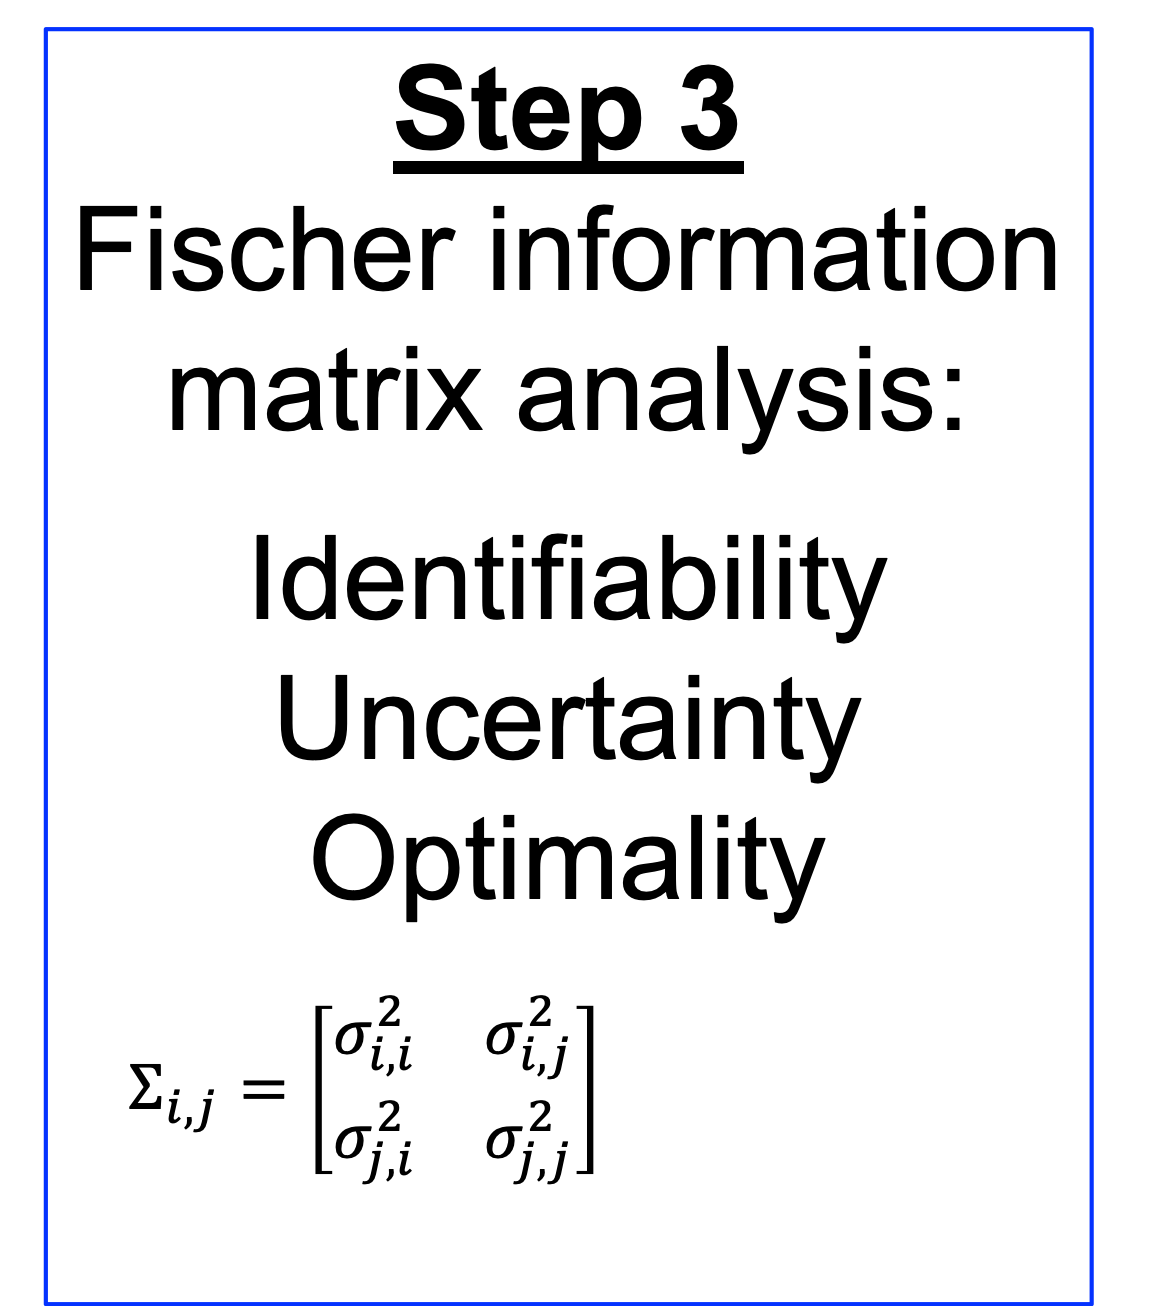 Step 3
Fischer information
matrix analysis:
Identifiability
Uncertainty
Optimality
Σ_{i,j} = [σ²_{i,i} σ²_{i,j}
σ²_{j,i} σ²_{j,j}]